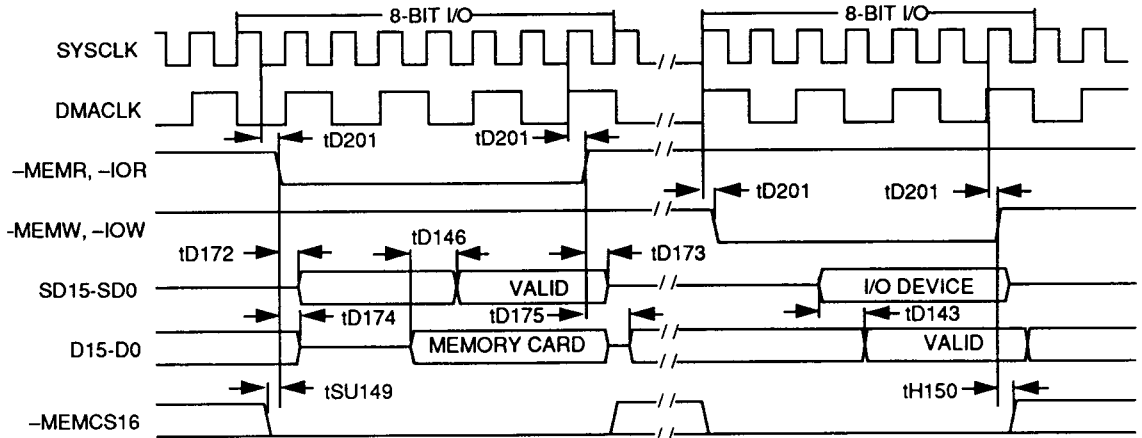 8-BIT I/O 8-BIT I/O
SYSCLK
DMACLK
tD201 tD201
–MEMR, –IOR
tD201 tD201
-MEMW, –IOW
tD172 tD146 tD173
SD15-SD0 VALID I/O DEVICE
tD174 tD175 tD143
D15-D0 MEMORY CARD VALID
tSU149 tH150
–MEMCS16